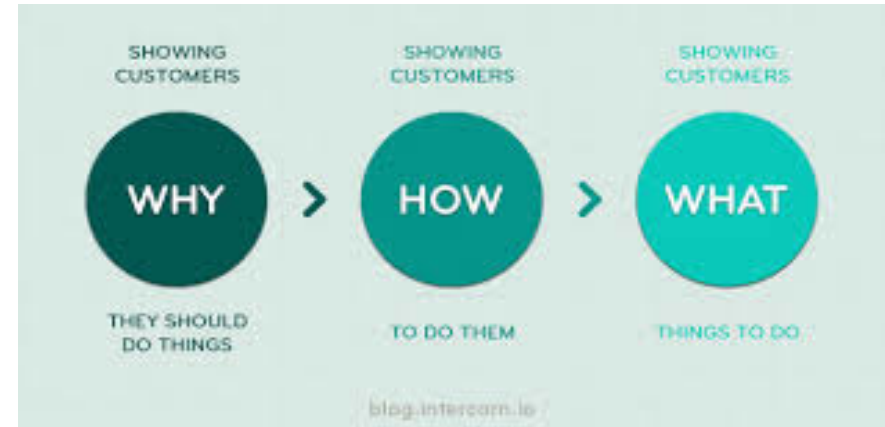 SHOWING
CUSTOMERS
WHY
THEY SHOULD
DO THINGS
>
SHOWING
CUSTOMERS
HOW
TO DO THEM
>
SHOWING
CUSTOMERS
WHAT
THINGS TO DO
blog.intercom.io